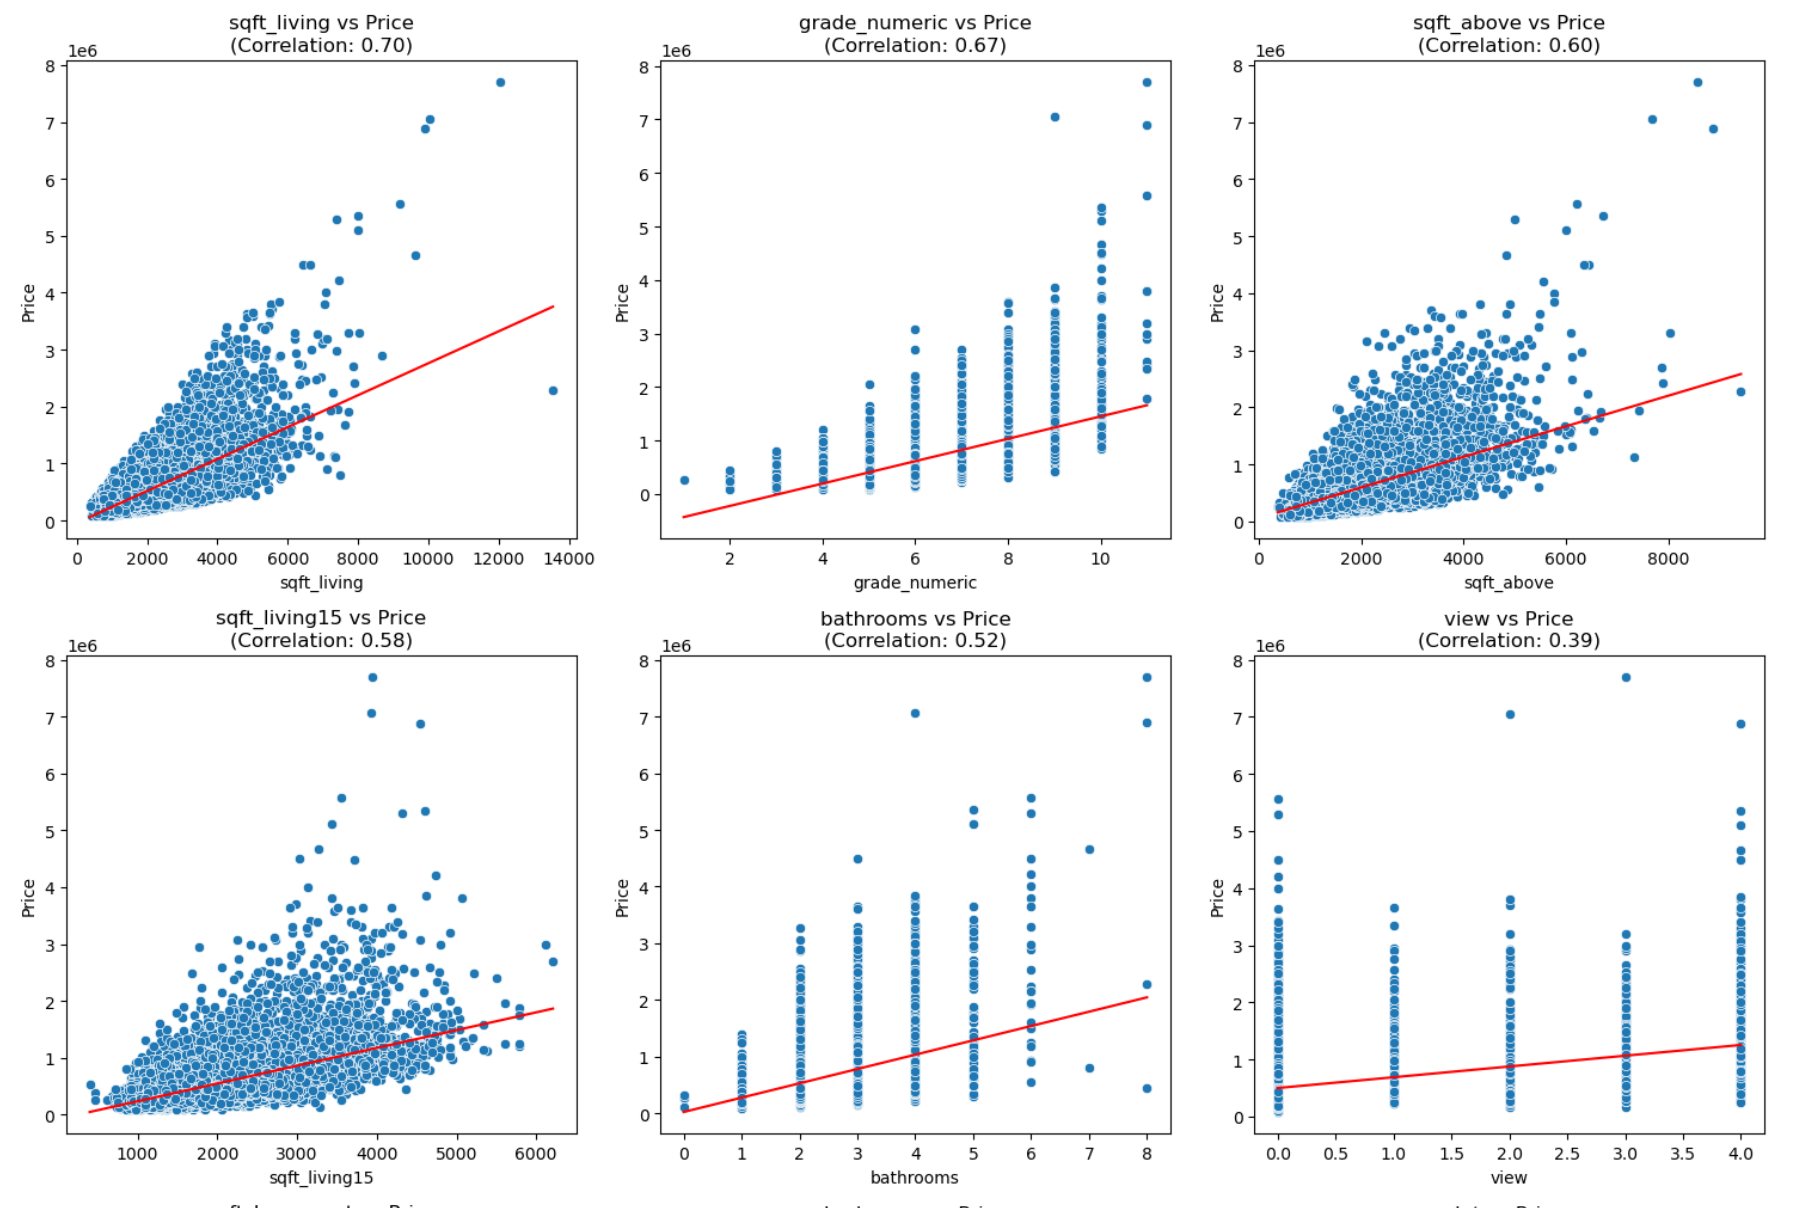 sqft_living vs Price
(Correlation: 0.70)
1e6
8
7
6
5
4
3
2
1
0
Price
0 2000 4000 6000 8000 10000 12000 14000
sqft_living
grade_numeric vs Price
(Correlation: 0.67)
1e6
8
7
6
5
4
3
2
1
0
Price
2 4 6 8 10
grade_numeric
sqft_above vs Price
(Correlation: 0.60)
1e6
8
7
6
5
4
3
2
1
0
Price
0 2000 4000 6000 8000
sqft_above
sqft_living15 vs Price
(Correlation: 0.58)
1e6
8
7
6
5
4
3
2
1
0
Price
1000 2000 3000 4000 5000 6000
sqft_living15
bathrooms vs Price
(Correlation: 0.52)
1e6
8
7
6
5
4
3
2
1
0
Price
0 1 2 3 4 5 6 7 8
bathrooms
view vs Price
(Correlation: 0.39)
1e6
8
7
6
5
4
3
2
1
0
Price
0.0 0.5 1.0 1.5 2.0 2.5 3.0 3.5 4.0
view